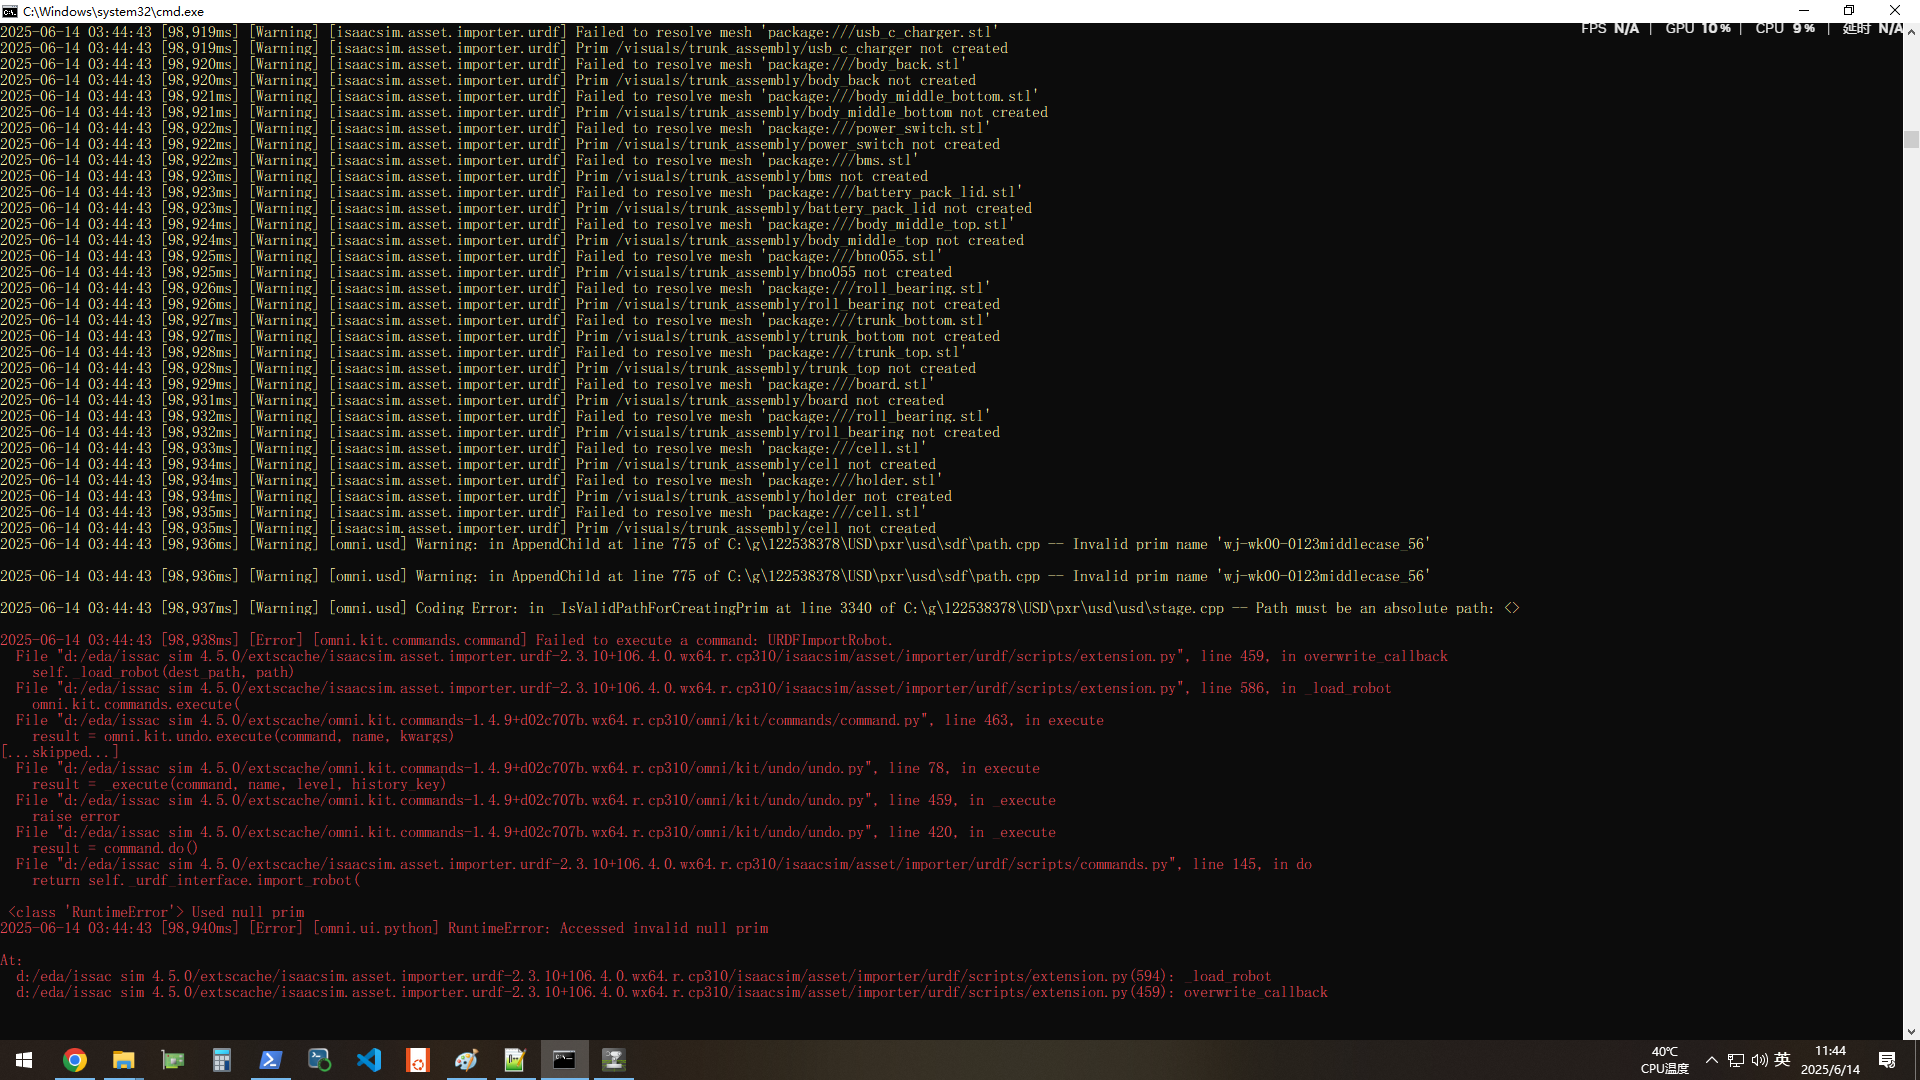 C:\Windows\system32\cmd.exe
FPS N/A | GPU 10% | CPU 9% | 延时 N/A
2025-06-14 03:44:43 [98,919ms] [Warning] [isaacsim.asset.importer.urdf] Failed to resolve mesh 'package:///usb_c_charger.stl'
2025-06-14 03:44:43 [98,919ms] [Warning] [isaacsim.asset.importer.urdf] Prim /visuals/trunk_assembly/usb_c_charger not created
2025-06-14 03:44:43 [98,920ms] [Warning] [isaacsim.asset.importer.urdf] Failed to resolve mesh 'package:///body_back.stl'
2025-06-14 03:44:43 [98,920ms] [Warning] [isaacsim.asset.importer.urdf] Prim /visuals/trunk_assembly/body_back not created
2025-06-14 03:44:43 [98,921ms] [Warning] [isaacsim.asset.importer.urdf] Failed to resolve mesh 'package:///body_middle_bottom.stl'
2025-06-14 03:44:43 [98,921ms] [Warning] [isaacsim.asset.importer.urdf] Prim /visuals/trunk_assembly/body_middle_bottom not created
2025-06-14 03:44:43 [98,922ms] [Warning] [isaacsim.asset.importer.urdf] Failed to resolve mesh 'package:///power_switch.stl'
2025-06-14 03:44:43 [98,922ms] [Warning] [isaacsim.asset.importer.urdf] Prim /visuals/trunk_assembly/power_switch not created
2025-06-14 03:44:43 [98,922ms] [Warning] [isaacsim.asset.importer.urdf] Failed to resolve mesh 'package:///bms.stl'
2025-06-14 03:44:43 [98,923ms] [Warning] [isaacsim.asset.importer.urdf] Prim /visuals/trunk_assembly/bms not created
2025-06-14 03:44:43 [98,923ms] [Warning] [isaacsim.asset.importer.urdf] Failed to resolve mesh 'package:///battery_pack_lid.stl'
2025-06-14 03:44:43 [98,923ms] [Warning] [isaacsim.asset.importer.urdf] Prim /visuals/trunk_assembly/battery_pack_lid not created
2025-06-14 03:44:43 [98,924ms] [Warning] [isaacsim.asset.importer.urdf] Failed to resolve mesh 'package:///body_middle_top.stl'
2025-06-14 03:44:43 [98,924ms] [Warning] [isaacsim.asset.importer.urdf] Prim /visuals/trunk_assembly/body_middle_top not created
2025-06-14 03:44:43 [98,925ms] [Warning] [isaacsim.asset.importer.urdf] Failed to resolve mesh 'package:///bno055.stl'
2025-06-14 03:44:43 [98,925ms] [Warning] [isaacsim.asset.importer.urdf] Prim /visuals/trunk_assembly/bno055 not created
2025-06-14 03:44:43 [98,926ms] [Warning] [isaacsim.asset.importer.urdf] Failed to resolve mesh 'package:///roll_bearing.stl'
2025-06-14 03:44:43 [98,926ms] [Warning] [isaacsim.asset.importer.urdf] Prim /visuals/trunk_assembly/roll_bearing not created
2025-06-14 03:44:43 [98,927ms] [Warning] [isaacsim.asset.importer.urdf] Failed to resolve mesh 'package:///trunk_bottom.stl'
2025-06-14 03:44:43 [98,927ms] [Warning] [isaacsim.asset.importer.urdf] Prim /visuals/trunk_assembly/trunk_bottom not created
2025-06-14 03:44:43 [98,928ms] [Warning] [isaacsim.asset.importer.urdf] Failed to resolve mesh 'package:///trunk_top.stl'
2025-06-14 03:44:43 [98,928ms] [Warning] [isaacsim.asset.importer.urdf] Prim /visuals/trunk_assembly/trunk_top not created
2025-06-14 03:44:43 [98,929ms] [Warning] [isaacsim.asset.importer.urdf] Failed to resolve mesh 'package:///board.stl'
2025-06-14 03:44:43 [98,931ms] [Warning] [isaacsim.asset.importer.urdf] Prim /visuals/trunk_assembly/board not created
2025-06-14 03:44:43 [98,932ms] [Warning] [isaacsim.asset.importer.urdf] Failed to resolve mesh 'package:///roll_bearing.stl'
2025-06-14 03:44:43 [98,932ms] [Warning] [isaacsim.asset.importer.urdf] Prim /visuals/trunk_assembly/roll_bearing not created
2025-06-14 03:44:43 [98,933ms] [Warning] [isaacsim.asset.importer.urdf] Failed to resolve mesh 'package:///cell.stl'
2025-06-14 03:44:43 [98,934ms] [Warning] [isaacsim.asset.importer.urdf] Prim /visuals/trunk_assembly/cell not created
2025-06-14 03:44:43 [98,934ms] [Warning] [isaacsim.asset.importer.urdf] Failed to resolve mesh 'package:///holder.stl'
2025-06-14 03:44:43 [98,934ms] [Warning] [isaacsim.asset.importer.urdf] Prim /visuals/trunk_assembly/holder not created
2025-06-14 03:44:43 [98,935ms] [Warning] [isaacsim.asset.importer.urdf] Failed to resolve mesh 'package:///cell.stl'
2025-06-14 03:44:43 [98,935ms] [Warning] [isaacsim.asset.importer.urdf] Prim /visuals/trunk_assembly/cell not created
2025-06-14 03:44:43 [98,936ms] [Warning] [omni.usd] Warning: in AppendChild at line 775 of C:\g\122538378\USD\pxr\usd\sdf\path.cpp -- Invalid prim name 'wj-wk00-0123middlecase_56'
2025-06-14 03:44:43 [98,936ms] [Warning] [omni.usd] Warning: in AppendChild at line 775 of C:\g\122538378\USD\pxr\usd\sdf\path.cpp -- Invalid prim name 'wj-wk00-0123middlecase_56'
2025-06-14 03:44:43 [98,937ms] [Warning] [omni.usd] Coding Error: in _IsValidPathForCreatingPrim at line 3340 of C:\g\122538378\USD\pxr\usd\usd\stage.cpp -- Path must be an absolute path: <>
2025-06-14 03:44:43 [98,938ms] [Error] [omni.kit.commands.command] Failed to execute a command: URDFImportRobot.
File "d:/eda/issac sim 4.5.0/extscache/isaacsim.asset.importer.urdf-2.3.10+106.4.0.wx64.r.cp310/isaacsim/asset/importer/urdf/scripts/extension.py", line 459, in overwrite_callback
self._load_robot(dest_path, path)
File "d:/eda/issac sim 4.5.0/extscache/isaacsim.asset.importer.urdf-2.3.10+106.4.0.wx64.r.cp310/isaacsim/asset/importer/urdf/scripts/extension.py", line 586, in _load_robot
omni.kit.commands.execute(
File "d:/eda/issac sim 4.5.0/extscache/omni.kit.commands-1.4.9+d02c707b.wx64.r.cp310/omni/kit/commands/command.py", line 463, in execute
result = omni.kit.undo.execute(command, name, kwargs)
[...skipped...]
File "d:/eda/issac sim 4.5.0/extscache/omni.kit.commands-1.4.9+d02c707b.wx64.r.cp310/omni/kit/undo/undo.py", line 78, in execute
result = _execute(command, name, level, history_key)
File "d:/eda/issac sim 4.5.0/extscache/omni.kit.commands-1.4.9+d02c707b.wx64.r.cp310/omni/kit/undo/undo.py", line 459, in _execute
raise error
File "d:/eda/issac sim 4.5.0/extscache/omni.kit.commands-1.4.9+d02c707b.wx64.r.cp310/omni/kit/undo/undo.py", line 420, in _execute
result = command.do()
File "d:/eda/issac sim 4.5.0/extscache/isaacsim.asset.importer.urdf-2.3.10+106.4.0.wx64.r.cp310/isaacsim/asset/importer/urdf/scripts/commands.py", line 145, in do
return self._urdf_interface.import_robot(
<class 'RuntimeError'> Used null prim
2025-06-14 03:44:43 [98,940ms] [Error] [omni.ui.python] RuntimeError: Accessed invalid null prim
At:
d:/eda/issac sim 4.5.0/extscache/isaacsim.asset.importer.urdf-2.3.10+106.4.0.wx64.r.cp310/isaacsim/asset/importer/urdf/scripts/extension.py(594): _load_robot
d:/eda/issac sim 4.5.0/extscache/isaacsim.asset.importer.urdf-2.3.10+106.4.0.wx64.r.cp310/isaacsim/asset/importer/urdf/scripts/extension.py(459): overwrite_callback
40℃
CPU温度
英
11:44
2025/6/14